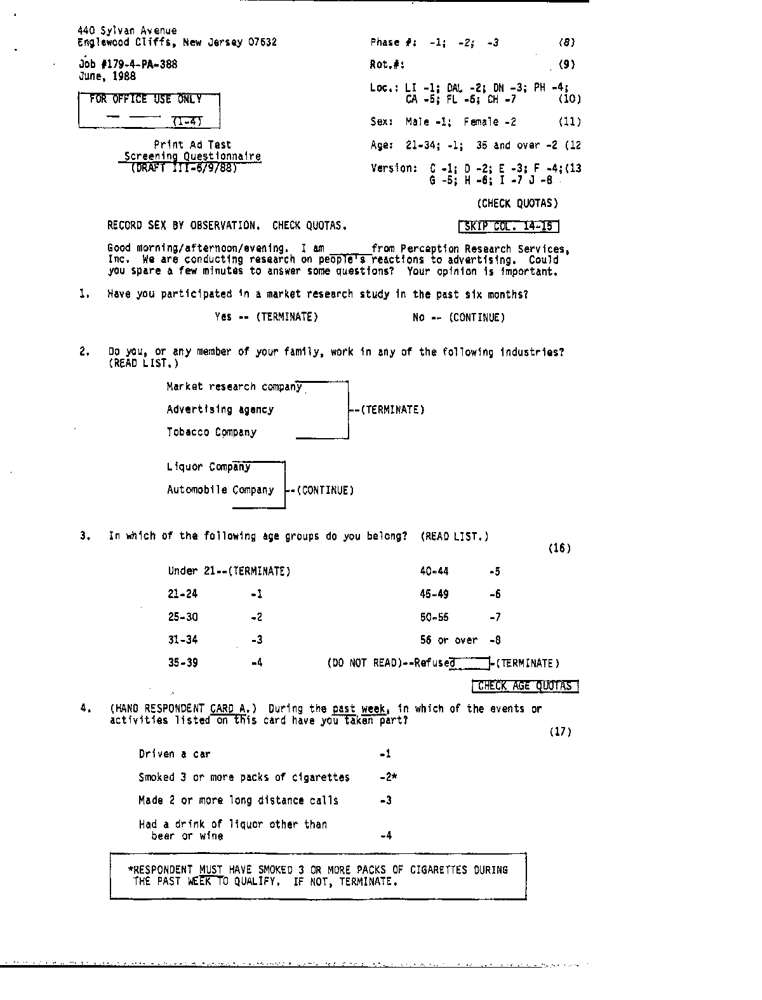 440 Sylvan Avenue
Englewood Cliffs, New Jersey 07632
Phase #: -1; -2; -3 (8)
Job #179-4-PA-388
June, 1988
Rot.#: (9)
Loc.: LI -1; DAL -2; DN -3; PH -4;
CA -5; FL -6; CH -7 (10)
FOR OFFICE USE ONLY
(1-4)
Sex: Male -1; Female -2 (11)
Print Ad Test
Screening Questionnaire
(DRAFT III-6/9/88)
Age: 21-34; -1; 35 and over -2 (12
Version: C -1; D -2; E -3; F -4;(13
G -5; H -6; I -7 J -8
(CHECK QUOTAS)
RECORD SEX BY OBSERVATION. CHECK QUOTAS.
SKIP COL. 14-15
Good morning/afternoon/evening. I am ______ from Perception Research Services,
Inc. We are conducting research on people's reactions to advertising. Could
you spare a few minutes to answer some questions? Your opinion is important.
1. Have you participated in a market research study in the past six months?
Yes -- (TERMINATE) No -- (CONTINUE)
2. Do you, or any member of your family, work in any of the following industries?
(READ LIST.)
Market research company
Advertising agency --(TERMINATE)
Tobacco Company
Liquor Company
Automobile Company --(CONTINUE)
3. In which of the following age groups do you belong? (READ LIST.)
(16)
Under 21--(TERMINATE) 40-44 -5
21-24 -1 45-49 -6
25-30 -2 50-55 -7
31-34 -3 56 or over -8
35-39 -4 (DO NOT READ)--Refused -(TERMINATE)
CHECK AGE QUOTAS
4. (HAND RESPONDENT CARD A.) During the past week, in which of the events or
activities listed on this card have you taken part?
(17)
Driven a car -1
Smoked 3 or more packs of cigarettes -2*
Made 2 or more long distance calls -3
Had a drink of liquor other than
beer or wine -4
*RESPONDENT MUST HAVE SMOKED 3 OR MORE PACKS OF CIGARETTES DURING
THE PAST WEEK TO QUALIFY. IF NOT, TERMINATE.